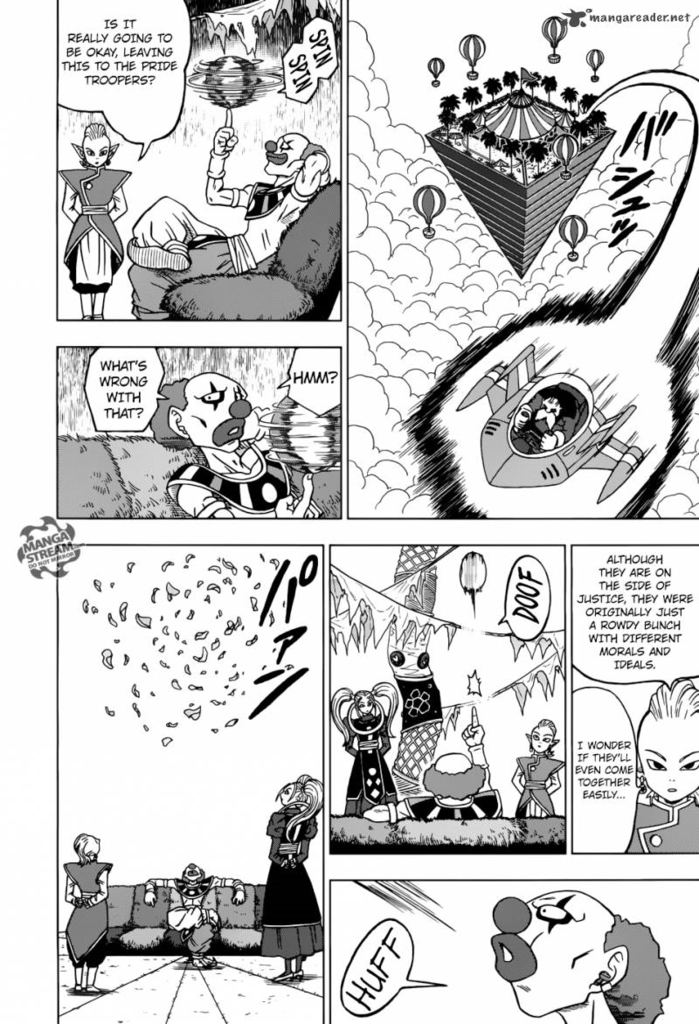 mangareader.net
バシュッ
IS IT
REALLY GOING
TO BE
OKAY, LEAVING
THIS TO THE
PRIDE
TROOPERS?
SPIN
SPIN
HMM?
WHAT'S
WRONG
WITH
THAT?
MANGA
STREAM
DO NOT MIRROR
ALTHOUGH
THEY ARE ON
THE SIDE OF
JUSTICE, THEY WERE
ORIGINALLY JUST
A ROWDY BUNCH
WITH DIFFERENT
MORALS AND
IDEALS.
I WONDER
IF THEY'LL
EVEN COME
TOGETHER
EASILY...
DOOF
HUFF
パァン